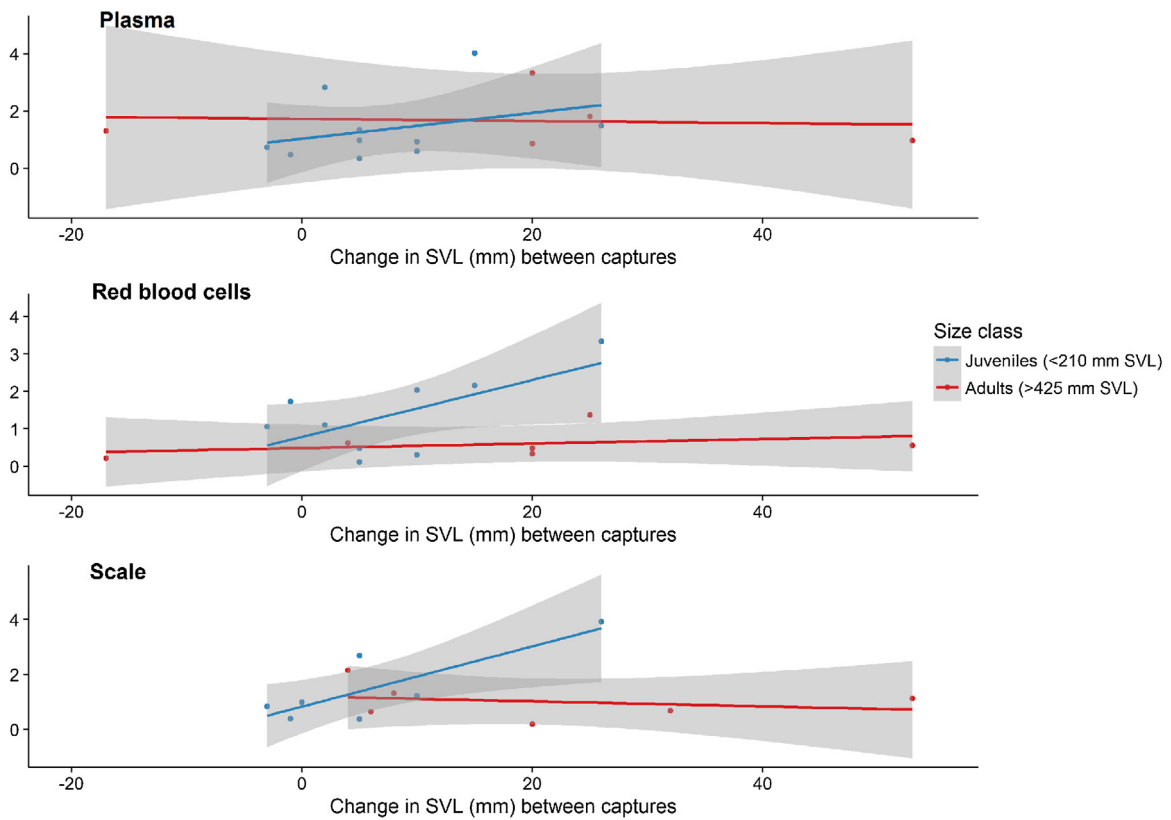 Plasma
4
2
0
-20
0
20
40
Change in SVL (mm) between captures
Red blood cells
4
3
2
1
0
-20
0
20
40
Change in SVL (mm) between captures
Size class
Juveniles (<210 mm SVL)
Adults (>425 mm SVL)
Scale
4
2
0
-20
0
20
40
Change in SVL (mm) between captures